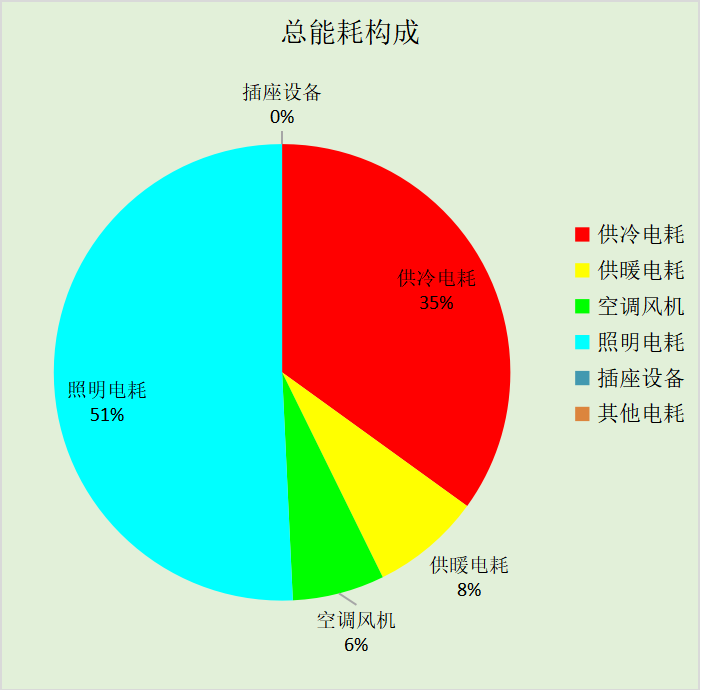 总能耗构成
插座设备
0%
供冷电耗
35%
照明电耗
51%
供暖电耗
8%
空调风机
6%
供冷电耗
供暖电耗
空调风机
照明电耗
插座设备
其他电耗